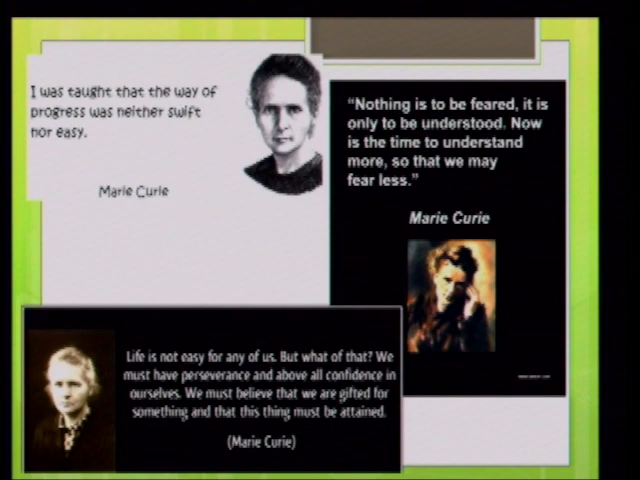 I was taught that the way of
progress was neither swift
nor easy.
Marie Curie
“Nothing is to be feared, it is
only to be understood. Now
is the time to understand
more, so that we may
fear less.”
Marie Curie
Life is not easy for any of us. But what of that? We
must have perseverance and above all confidence in
ourselves. We must believe that we are gifted for
something and that this thing must be attained.
(Marie Curie)